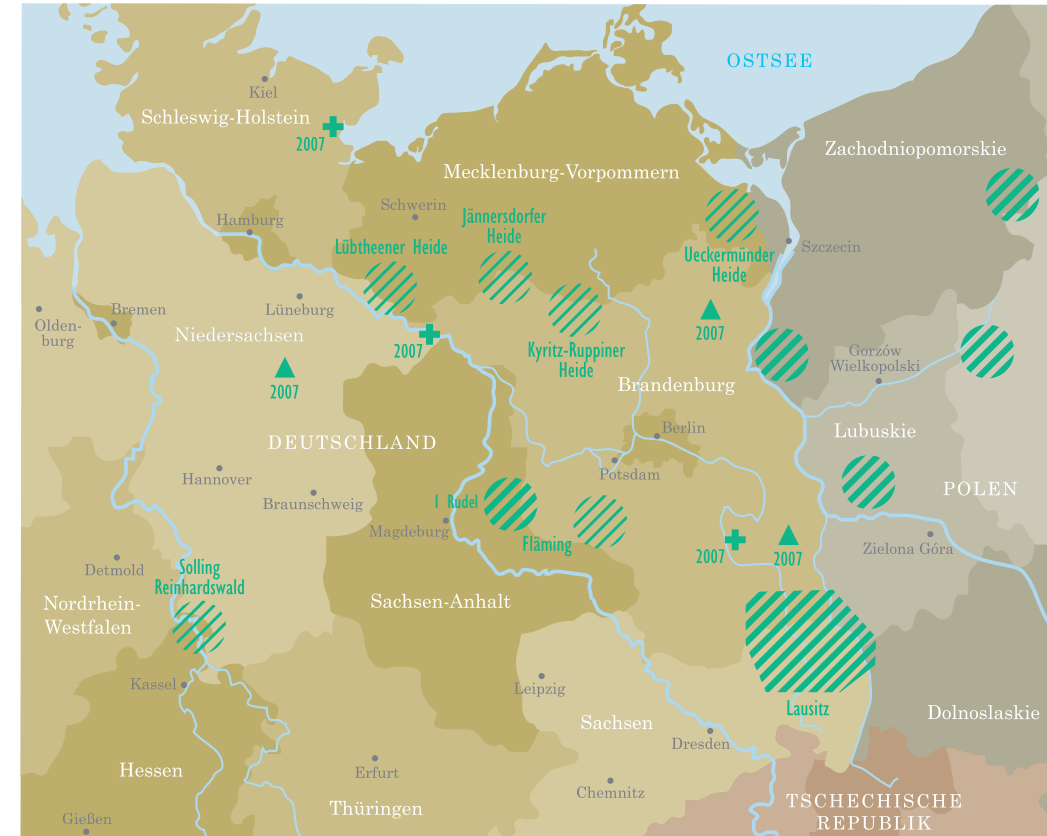 OSTSEE
Kiel
Schleswig-Holstein
2007
Zachodniopomorskie
Mecklenburg-Vorpommern
Schwerin
Jännersdorfer
Heide
Hamburg
Lübtheener Heide
Szczecin
Ueckermünder
Heide
Lüneburg
Bremen
Olden-
burg
Niedersachsen
2007
2007
2007
Kyritz-Ruppiner
Heide
Gorzów
Wielkopolski
Brandenburg
DEUTSCHLAND
Berlin
Lubuskie
Hannover
Potsdam
Braunschweig
POLEN
1 Rudel
Magdeburg
Fläming
2007
2007
Zielona Góra
Detmold
Solling
Reinhardswald
Nordrhein-
Westfalen
Sachsen-Anhalt
Kassel
Leipzig
Lausitz
Sachsen
Dolnoslaskie
Dresden
Hessen
Erfurt
Chemnitz
Thüringen
TSCHECHISCHE
REPUBLIK
Gießen